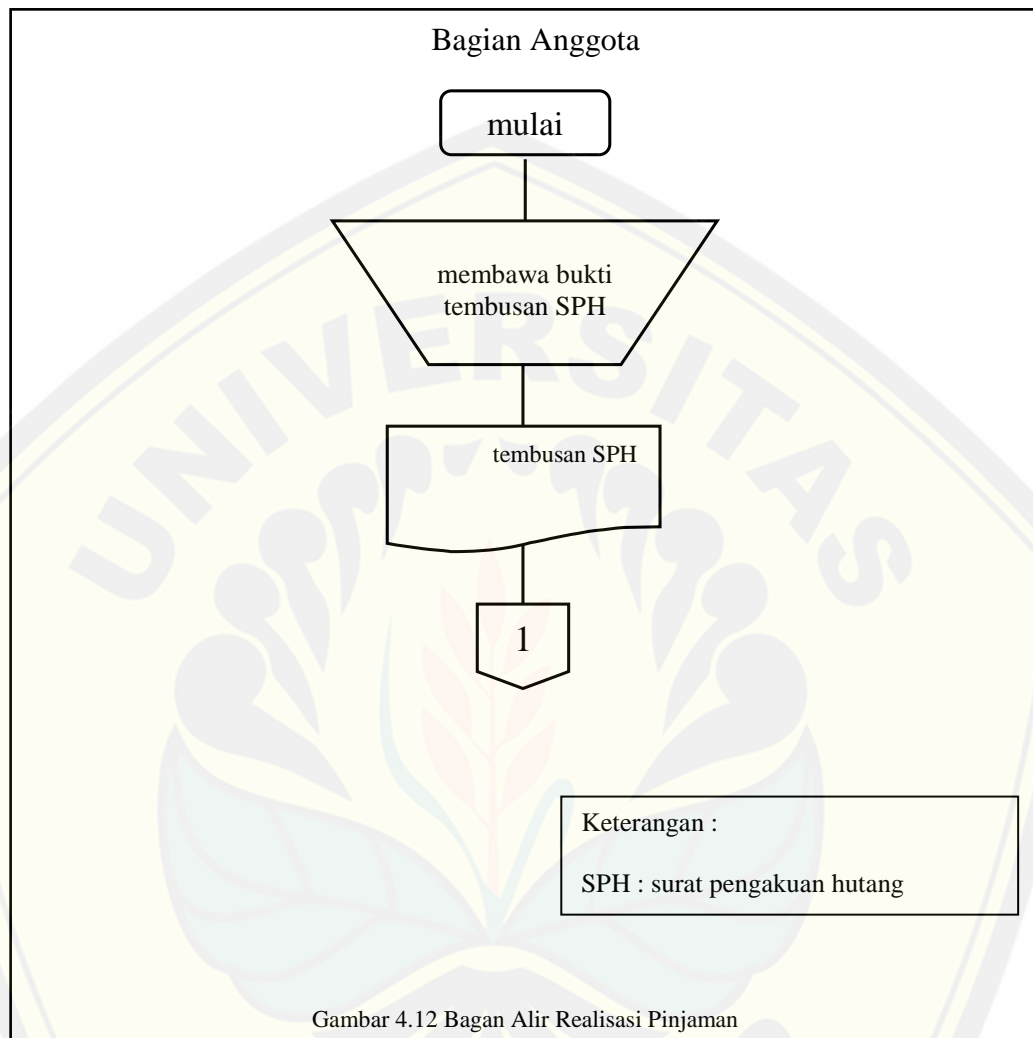 Bagian Anggota
mulai
membawa bukti
tembusan SPH
tembusan SPH
1
Keterangan :
SPH : surat pengakuan hutang
UNIVERSITAS
Gambar 4.12 Bagan Alir Realisasi Pinjaman